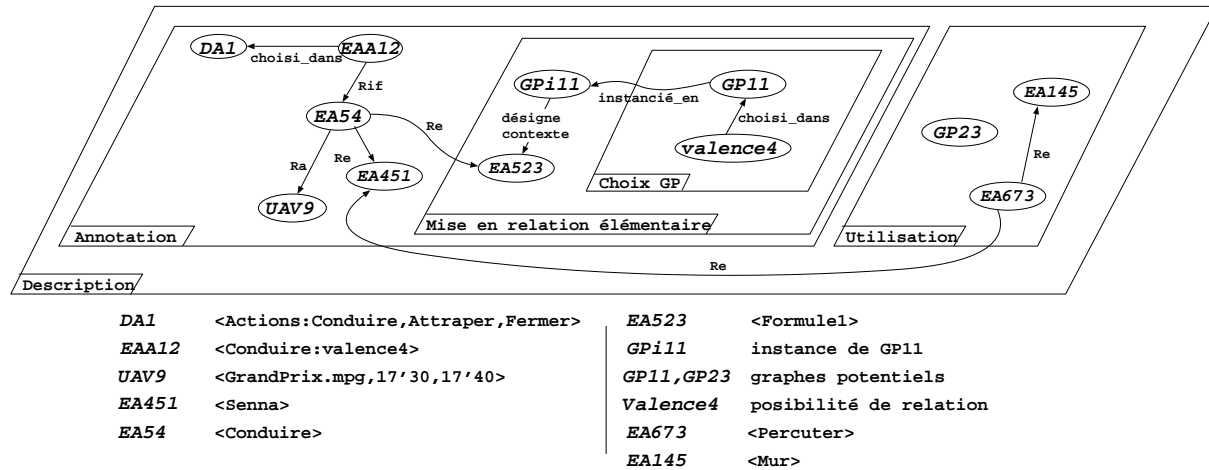 DA1
choisi_dans
EAA12
Rif
EA54
Re
Ra
Re
EA451
UAV9
Annotation
GPi11
instancié_en
GP11
désigne
contexte
choisi_dans
valence4
EA523
Choix GP
Mise en relation élémentaire
EA145
GP23
Re
EA673
Utilisation
Re
Description
DA1 <Actions:Conduire,Attraper,Fermer>
EAA12 <Conduire:valence4>
UAV9 <GrandPrix.mpg,17'30,17'40>
EA451 <Senna>
EA54 <Conduire>
EA523 <Formule1>
GPi11 instance de GP11
GP11,GP23 graphes potentiels
Valence4 posibilité de relation
EA673 <Percuter>
EA145 <Mur>